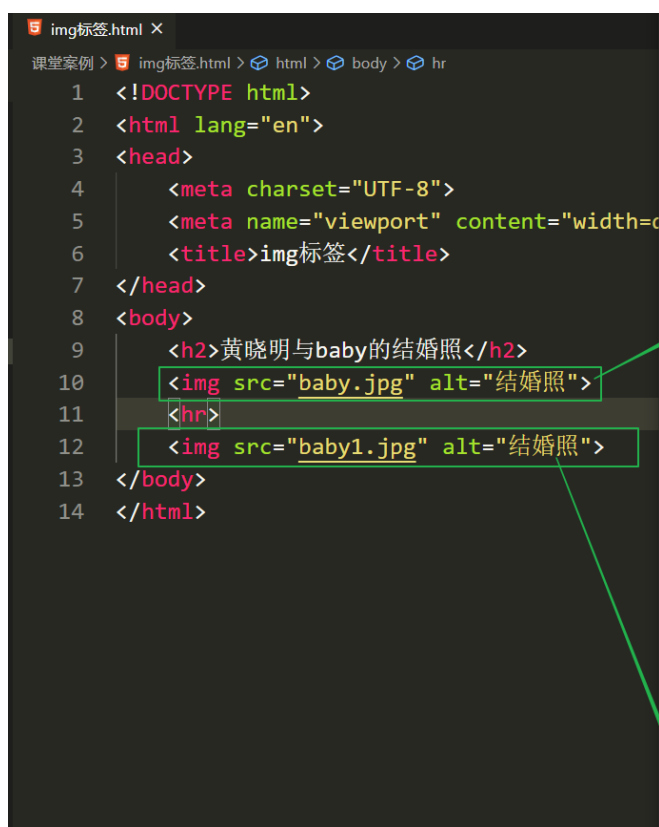 img标签.html ×
课堂案例 > img标签.html > html > body > hr
1 <!DOCTYPE html>
2 <html lang="en">
3 <head>
4 <meta charset="UTF-8">
5 <meta name="viewport" content="width=
6 <title>img标签</title>
7 </head>
8 <body>
9 <h2>黄晓明与baby的结婚照</h2>
10 <img src="baby.jpg" alt="结婚照">
11 <hr>
12 <img src="baby1.jpg" alt="结婚照">
13 </body>
14 </html>